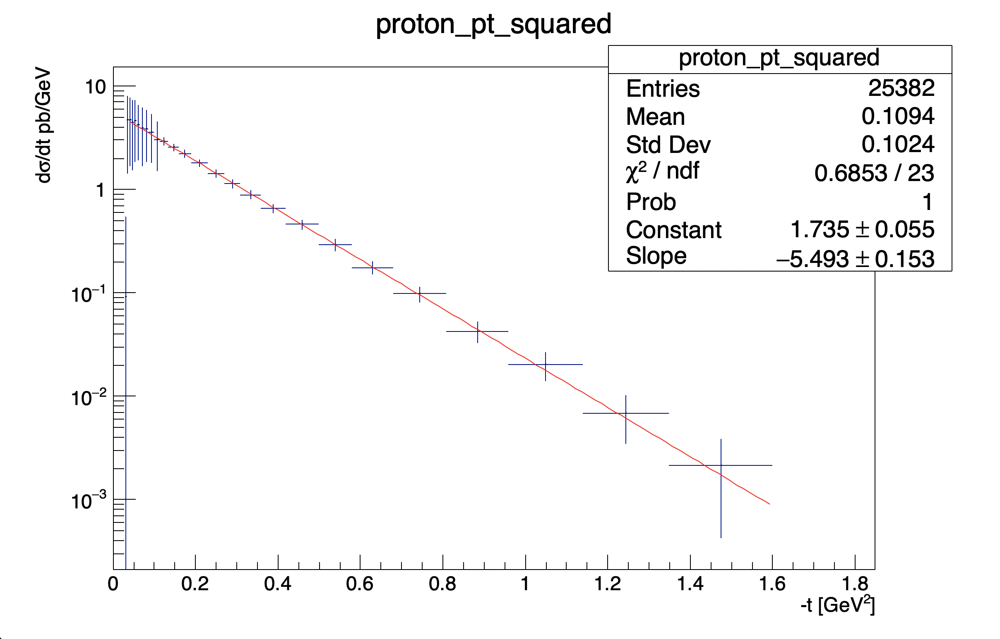 proton_pt_squared
proton_pt_squared
Entries 25382
Mean 0.1094
Std Dev 0.1024
χ² / ndf 0.6853 / 23
Prob 1
Constant 1.735 ± 0.055
Slope −5.493 ± 0.153
dσ/dt pb/GeV
10
1
10⁻¹
10⁻²
10⁻³
0 0.2 0.4 0.6 0.8 1 1.2 1.4 1.6 1.8
-t [GeV²]